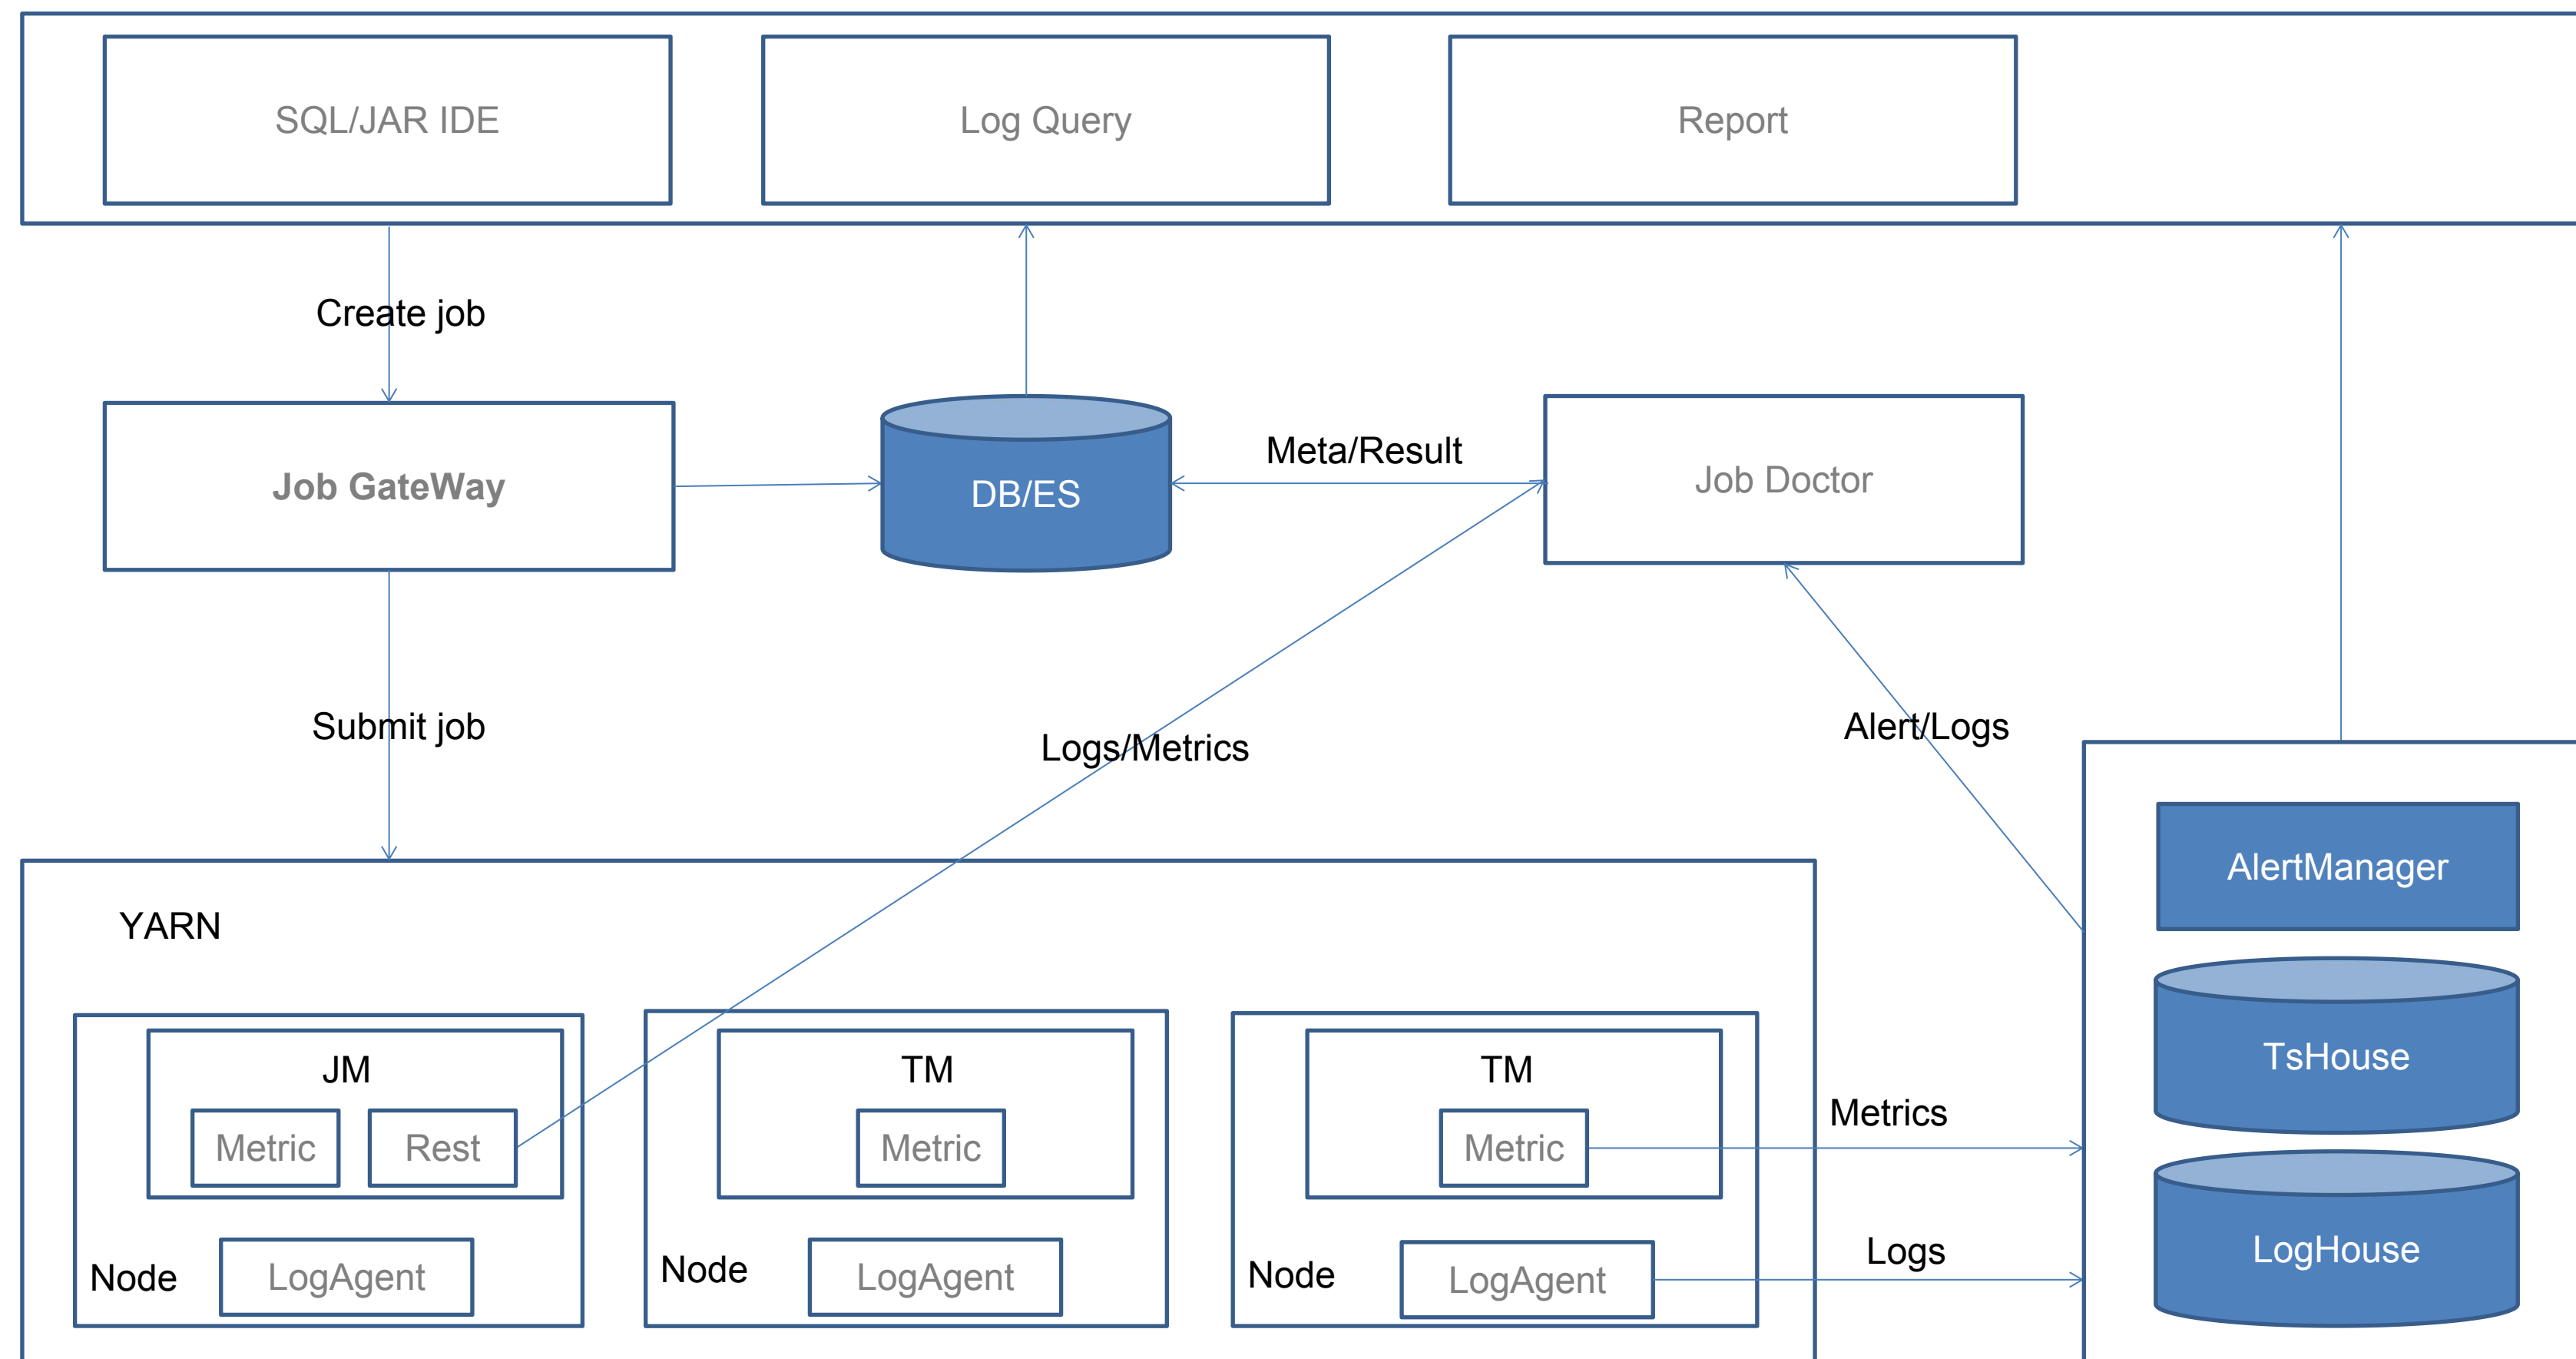 SQL/JAR IDE
Log Query
Report
Create job
Job GateWay
DB/ES
Meta/Result
Job Doctor
Submit job
Logs/Metrics
Alert/Logs
YARN
AlertManager
JM
TM
TM
TsHouse
Metric
Rest
Metric
Metric
Metrics
Node
LogAgent
Node
LogAgent
Node
LogAgent
Logs
LogHouse